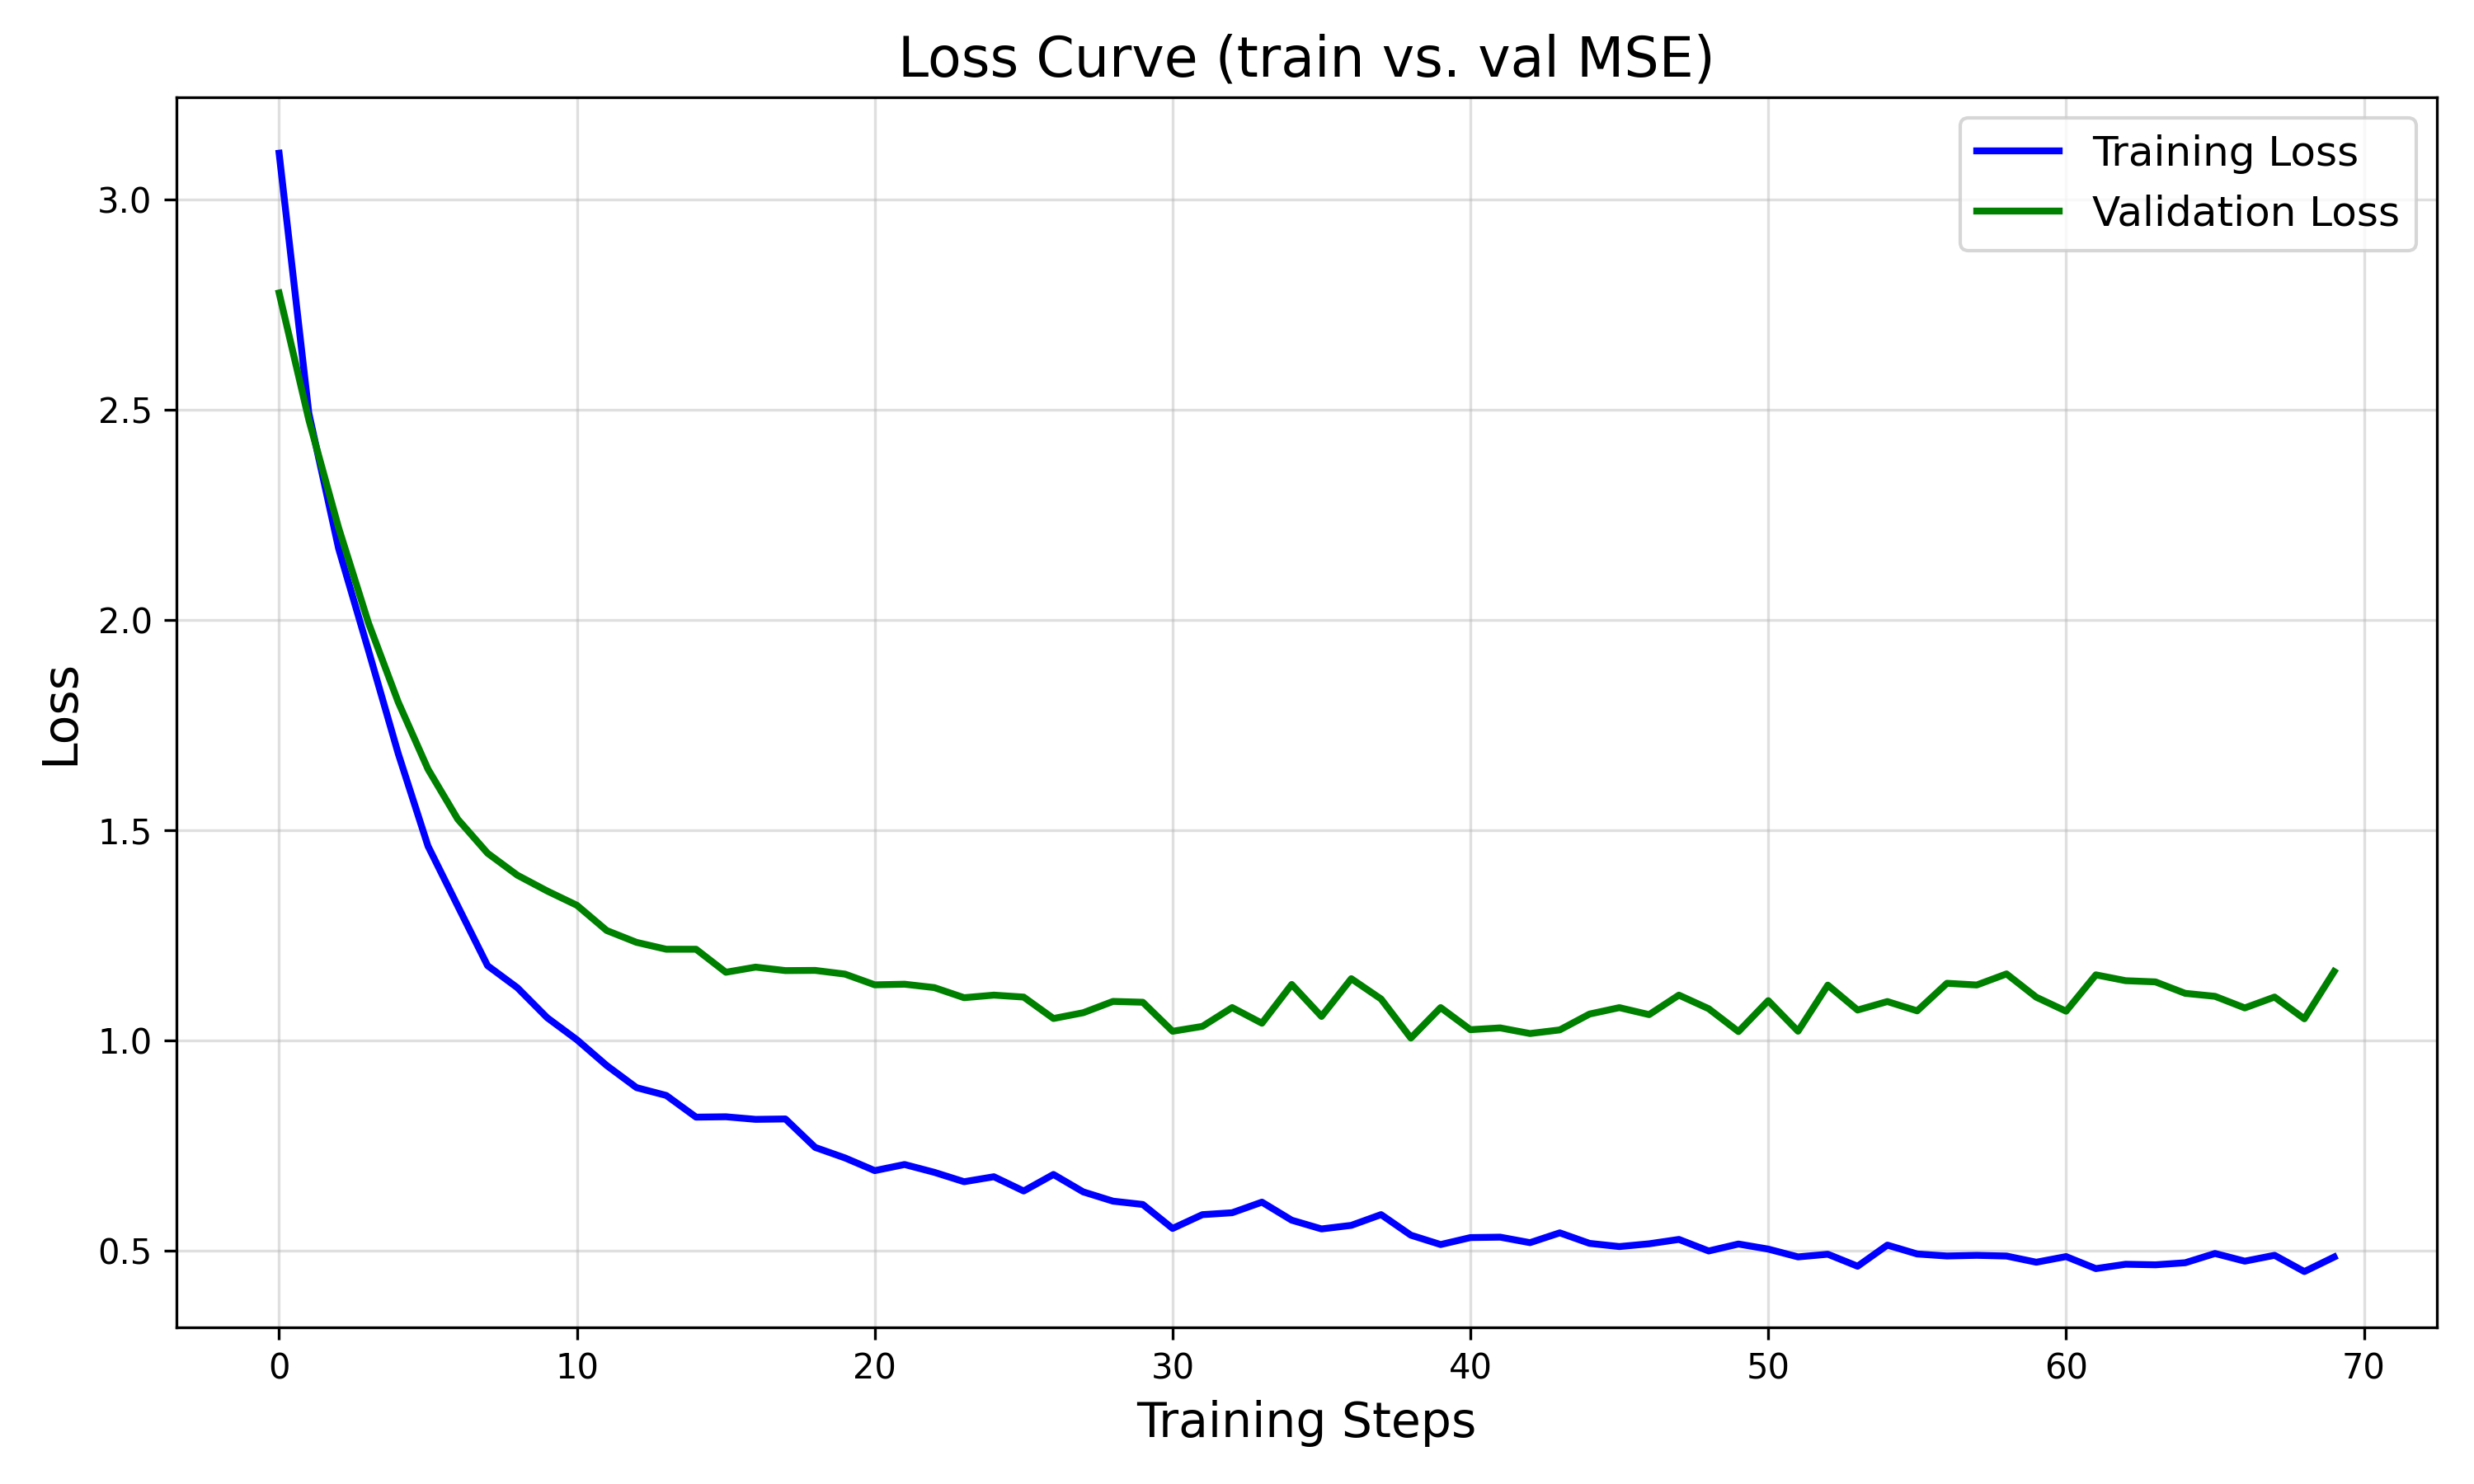 Loss Curve (train vs. val MSE)
Training Loss
Validation Loss
3.0
2.5
2.0
1.5
1.0
0.5
Loss
0 10 20 30 40 50 60 70
Training Steps